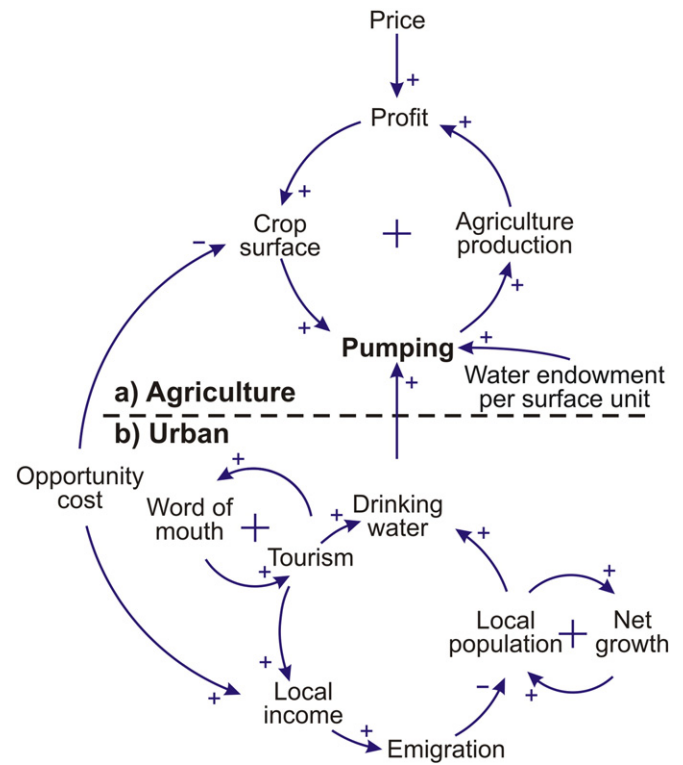 Price
+
Profit
+
+
Crop
surface
+
Agriculture
production
−
+
+
Pumping
+
Water endowment
per surface unit
a) Agriculture
+
b) Urban
+
Opportunity
cost
Word of
mouth
+
Drinking
water
+
+
Tourism
+
+
Local
population
+
Net
growth
+
−
+
+
Local
income
+
Emigration